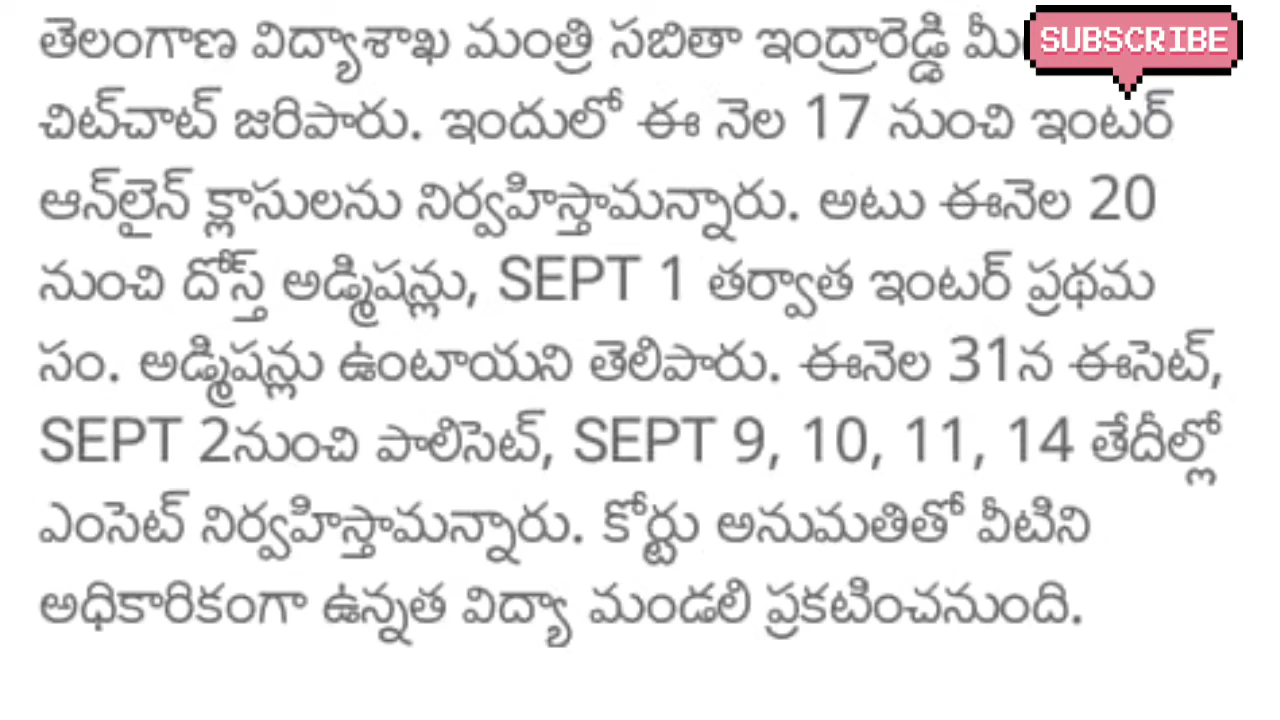 తెలంగాణ విద్యాశాఖ మంత్రి సబితా ఇంద్రారెడ్డి
SUBSCRIBE
చిట్‌చాట్ జరిపారు. ఇందులో ఈ నెల 17 నుంచి ఇంటర్
ఆన్‌లైన్ క్లాసులను నిర్వహిస్తామన్నారు. అటు ఈనెల 20
నుంచి దోస్త్ అడ్మిషన్లు, SEPT 1 తర్వాత ఇంటర్ ప్రథమ
సం. అడ్మిషన్లు ఉంటాయని తెలిపారు. ఈనెల 31న ఈసెట్,
SEPT 2నుంచి పాలిసెట్, SEPT 9, 10, 11, 14 తేదీల్లో
ఎంసెట్ నిర్వహిస్తామన్నారు. కోర్టు అనుమతితో వీటిని
అధికారికంగా ఉన్నత విద్యా మండలి ప్రకటించనుంది.